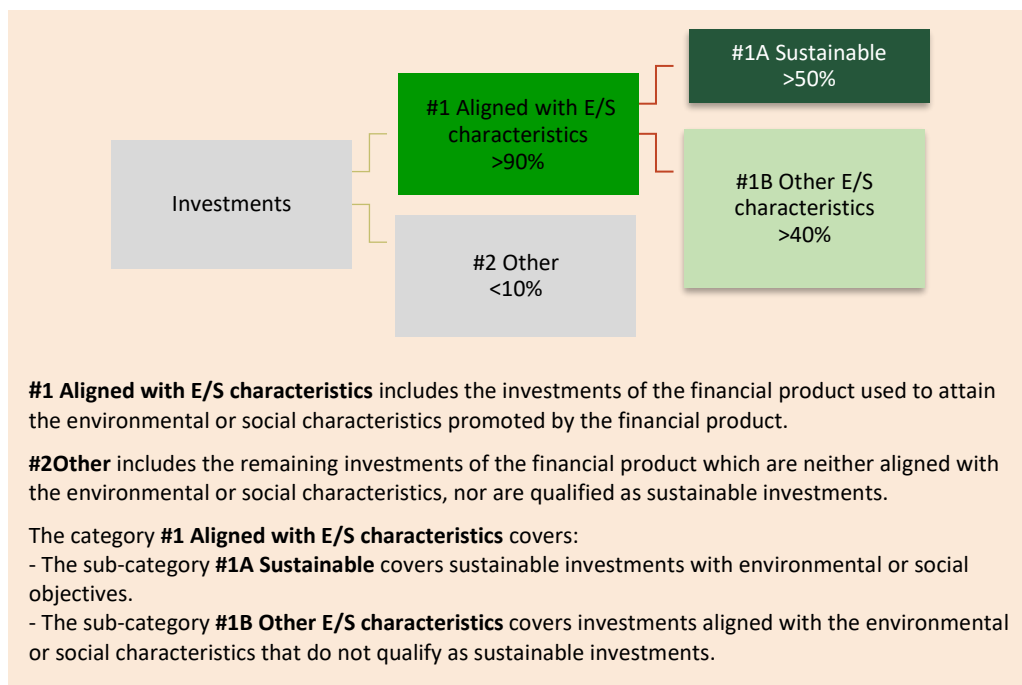 #1A Sustainable
>50%
#1 Aligned with E/S
characteristics
>90%
#1B Other E/S
characteristics
>40%
Investments
#2 Other
<10%
#1 Aligned with E/S characteristics includes the investments of the financial product used to attain
the environmental or social characteristics promoted by the financial product.
#2Other includes the remaining investments of the financial product which are neither aligned with
the environmental or social characteristics, nor are qualified as sustainable investments.
The category #1 Aligned with E/S characteristics covers:
- The sub-category #1A Sustainable covers sustainable investments with environmental or social
objectives.
- The sub-category #1B Other E/S characteristics covers investments aligned with the environmental
or social characteristics that do not qualify as sustainable investments.